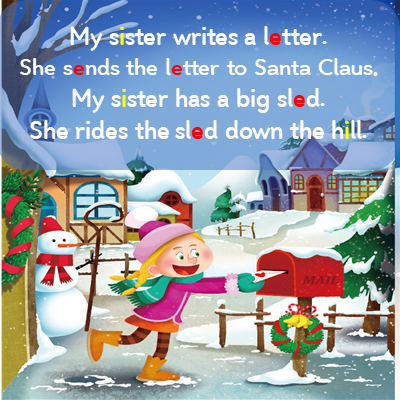 My sister writes a letter.
She sends the letter to Santa Claus.
My sister has a big sled.
She rides the sled down the hill.
MAIL